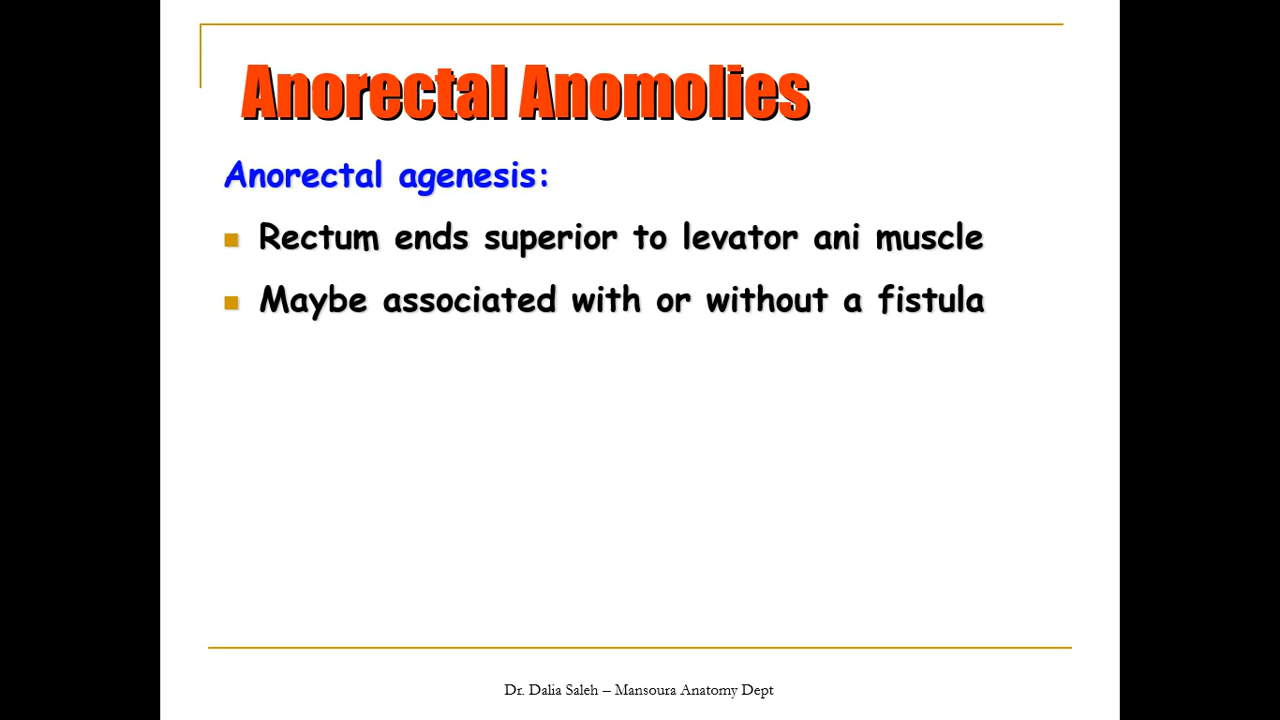 Anorectal Anomolies
Anorectal agenesis:
Rectum ends superior to levator ani muscle
Maybe associated with or without a fistula
Dr. Dalia Saleh – Mansoura Anatomy Dept